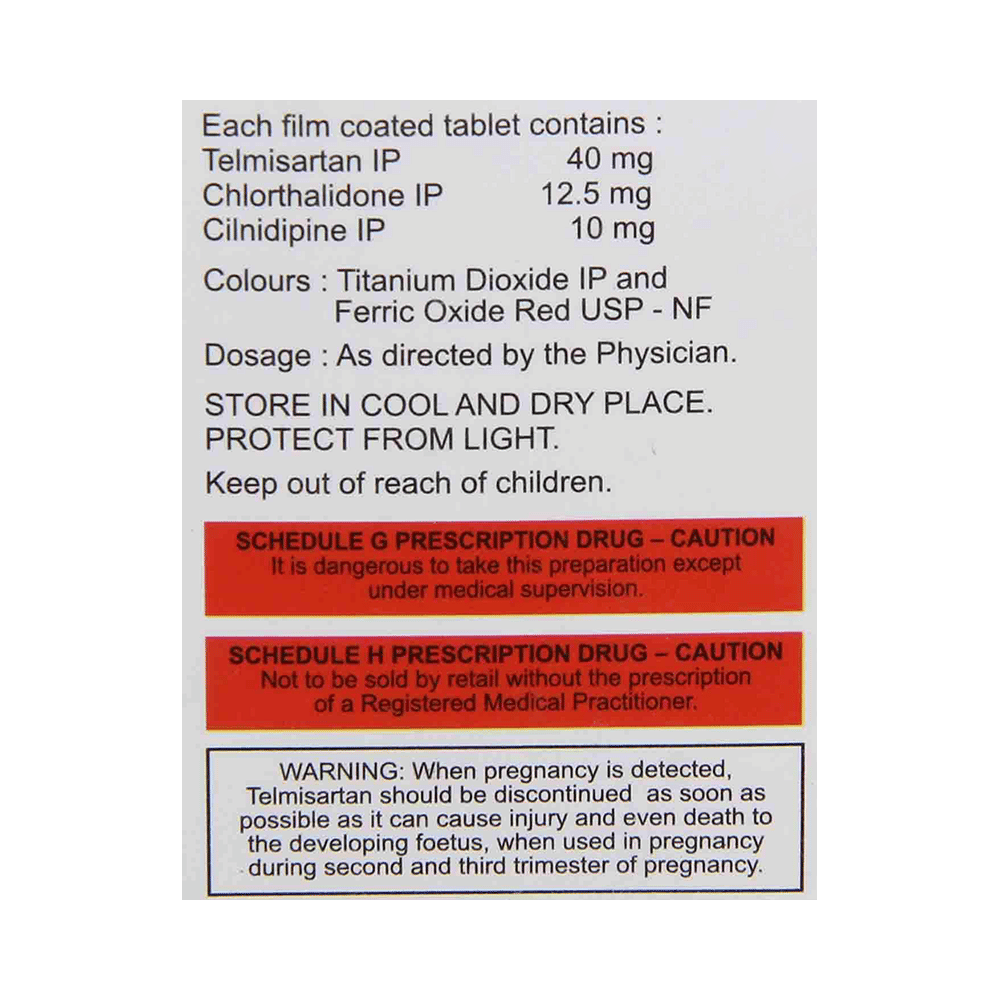 Each film coated tablet contains :
Telmisartan IP 40 mg
Chlorthalidone IP 12.5 mg
Cilnidipine IP 10 mg
Colours : Titanium Dioxide IP and
Ferric Oxide Red USP - NF
Dosage : As directed by the Physician.
STORE IN COOL AND DRY PLACE.
PROTECT FROM LIGHT.
Keep out of reach of children.
SCHEDULE G PRESCRIPTION DRUG – CAUTION
It is dangerous to take this preparation except
under medical supervision.
SCHEDULE H PRESCRIPTION DRUG – CAUTION
Not to be sold by retail without the prescription
of a Registered Medical Practitioner.
WARNING: When pregnancy is detected,
Telmisartan should be discontinued as soon as
possible as it can cause injury and even death to
the developing foetus, when used in pregnancy
during second and third trimester of pregnancy.